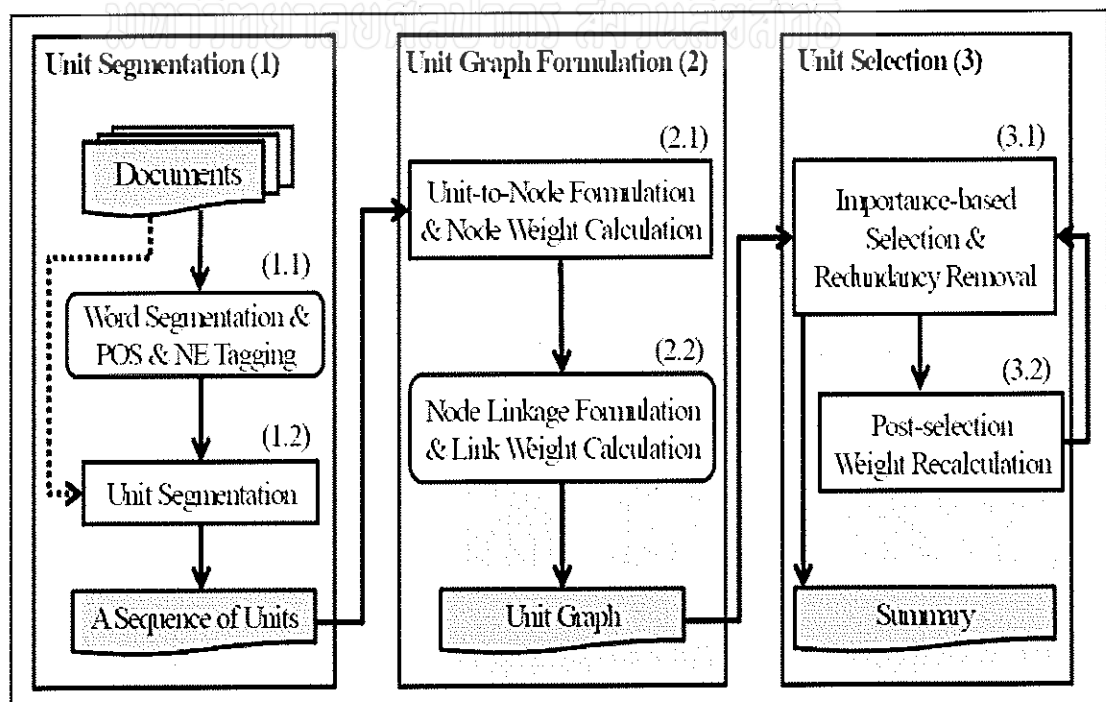 Unit Segmentation (1)
Documents
(1.1)
Word Segmentation &
POS & NE Tagging
(1.2)
Unit Segmentation
A Sequence of Units
Unit Graph Formulation (2)
(2.1)
Unit-to-Node Formulation
& Node Weight Calculation
(2.2)
Node Linkage Formulation
& Link Weight Calculation
Unit Graph
Unit Selection (3)
(3.1)
Importance-based
Selection &
Redundancy Removal
(3.2)
Post-selection
Weight Recalculation
Summary